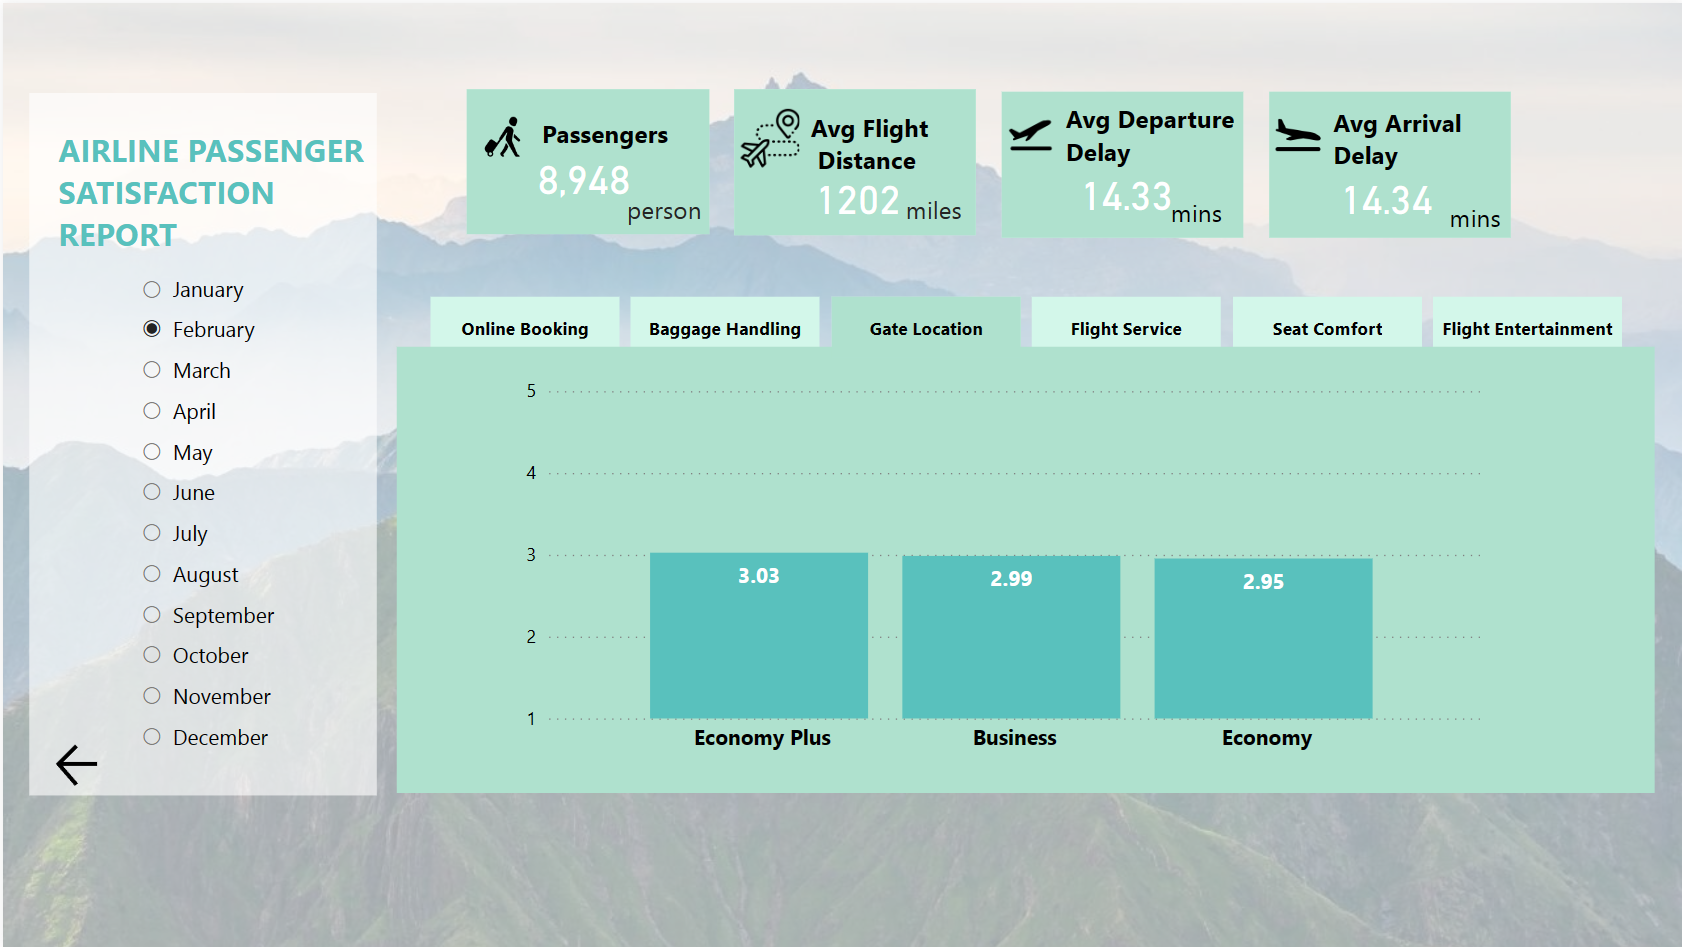 AIRLINE PASSENGER
SATISFACTION
REPORT
January
February
March
April
May
June
July
August
September
October
November
December
Passengers
8,948
person
Avg Flight
Distance
1202 miles
Avg Departure
Delay
14.33 mins
Avg Arrival
Delay
14.34 mins
Online Booking
Baggage Handling
Gate Location
Flight Service
Seat Comfort
Flight Entertainment
5
4
3
2
1
3.03
2.99
2.95
Economy Plus
Business
Economy